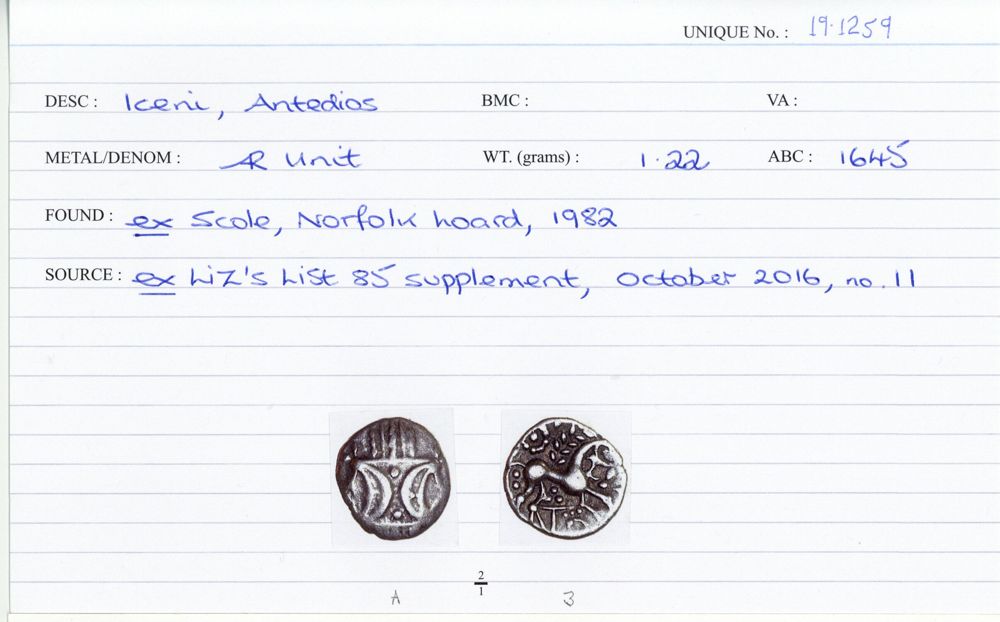 UNIQUE No. : 19.1259
DESC : Iceni, Antedios BMC : VA :
METAL/DENOM : AR Unit WT. (grams) : 1.22 ABC : 1645
FOUND : ex Scole, Norfolk hoard, 1982
SOURCE : ex Liz's List 85 supplement, October 2016, no. 11
2
1
A B